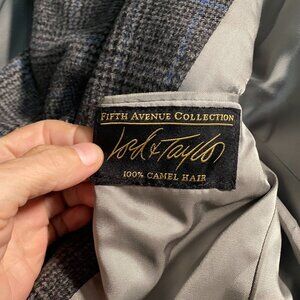 FIFTH AVENUE COLLECTION
Lord & Taylor
100% CAMEL HAIR